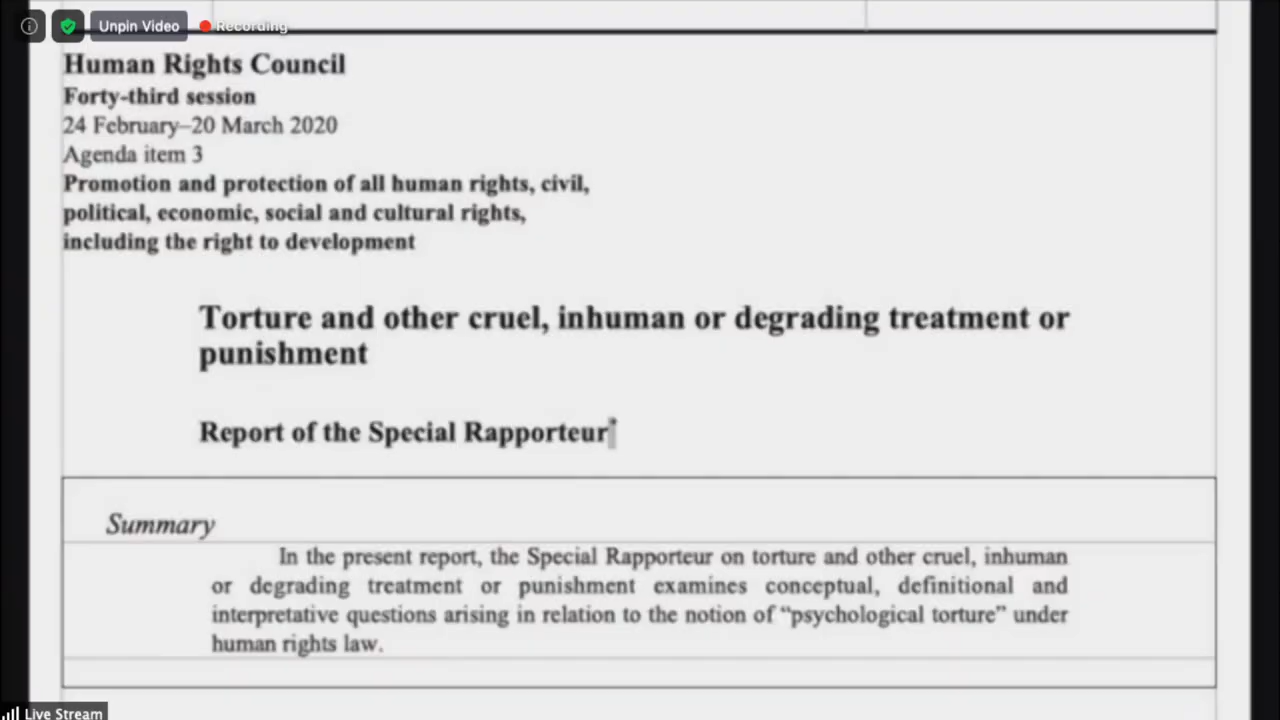 Unpin Video
Recording
Human Rights Council
Forty-third session
24 February–20 March 2020
Agenda item 3
Promotion and protection of all human rights, civil,
political, economic, social and cultural rights,
including the right to development
Torture and other cruel, inhuman or degrading treatment or
punishment
Report of the Special Rapporteur*
Summary
In the present report, the Special Rapporteur on torture and other cruel, inhuman
or degrading treatment or punishment examines conceptual, definitional and
interpretative questions arising in relation to the notion of “psychological torture” under
human rights law.
Live Stream